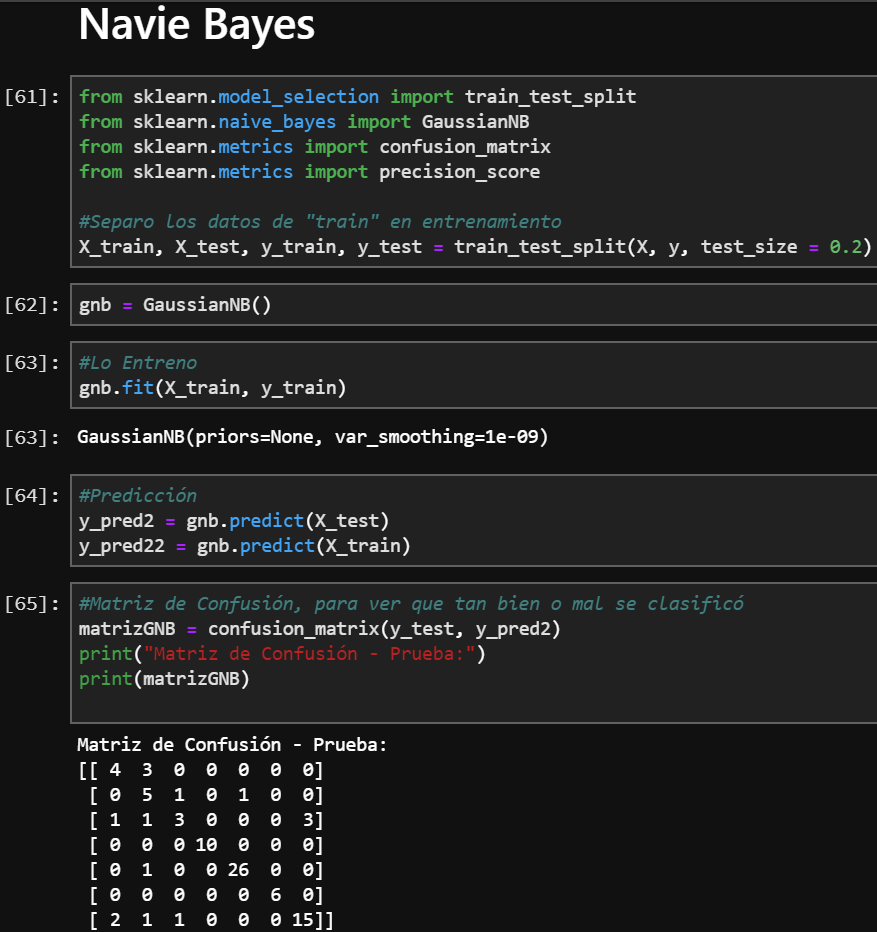 Navie Bayes
[61]: from sklearn.model_selection import train_test_split
from sklearn.naive_bayes import GaussianNB
from sklearn.metrics import confusion_matrix
from sklearn.metrics import precision_score
#Separo los datos de "train" en entrenamiento
X_train, X_test, y_train, y_test = train_test_split(X, y, test_size = 0.2)
[62]: gnb = GaussianNB()
[63]: #Lo Entreno
gnb.fit(X_train, y_train)
[63]: GaussianNB(priors=None, var_smoothing=1e-09)
[64]: #Predicción
y_pred2 = gnb.predict(X_test)
y_pred22 = gnb.predict(X_train)
[65]: #Matriz de Confusión, para ver que tan bien o mal se clasificó
matrizGNB = confusion_matrix(y_test, y_pred2)
print("Matriz de Confusión - Prueba:")
print(matrizGNB)
Matriz de Confusión - Prueba:
[[ 4  3  0  0  0  0  0]
 [ 0  5  1  0  1  0  0]
 [ 1  1  3  0  0  0  3]
 [ 0  0  0 10  0  0  0]
 [ 0  1  0  0 26  0  0]
 [ 0  0  0  0  0  6  0]
 [ 2  1  1  0  0  0 15]]